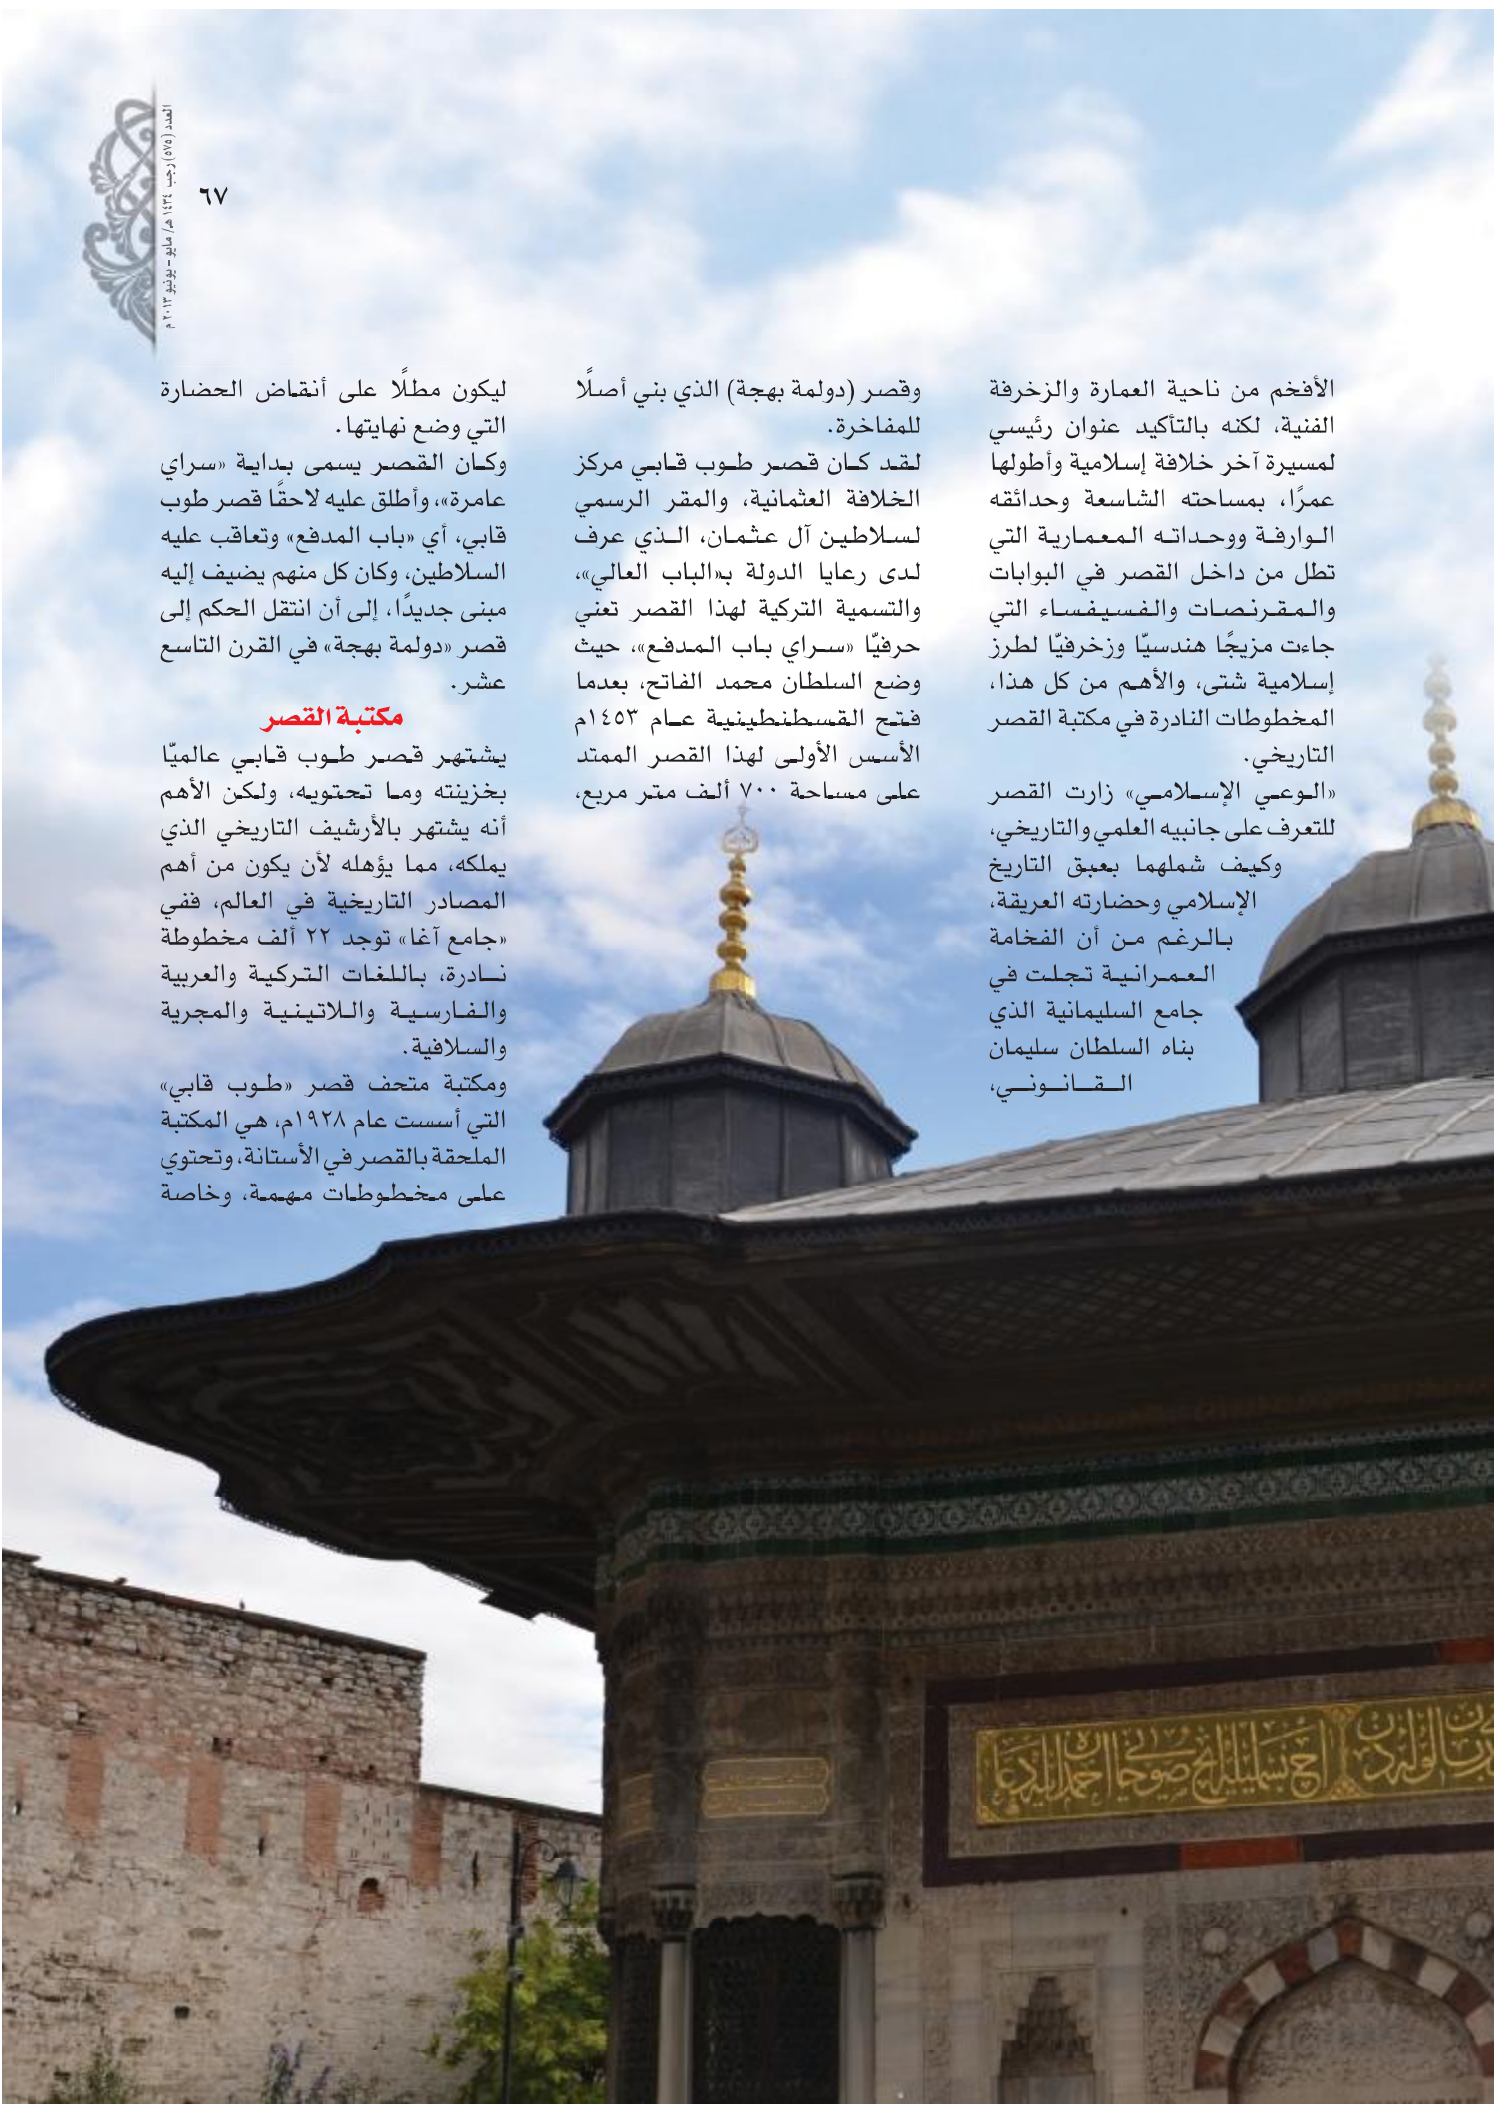 العدد (٥٧٥) رجب ١٤٣٤ هـ/ مايو - يونيو ٢٠١٣ م
٦٧
الأفخم من ناحية العمارة والزخرفة
الفنية، لكنه بالتأكيد عنوان رئيسي
لمسيرة آخر خلافة إسلامية وأطولها
عمرًا، بمساحته الشاسعة وحدائقه
الوارفة ووحداته المعمارية التي
تطل من داخل القصر في البوابات
والمقرنصات والفسيفساء التي
جاءت مزيجًا هندسيّا وزخرفيّا لطرز
إسلامية شتى، والأهم من كل هذا،
المخطوطات النادرة في مكتبة القصر
التاريخي.
«الوعي الإسلامي» زارت القصر
للتعرف على جانبيه العلمي والتاريخي،
وكيف شملهما بعبق التاريخ
الإسلامي وحضارته العريقة،
بالرغم من أن الفخامة
العمرانية تجلت في
جامع السليمانية الذي
بناه السلطان سليمان
القانوني،
وقصر (دولمة بهجة) الذي بني أصلًا
للمفاخرة.
لقد كان قصر طوب قابي مركز
الخلافة العثمانية، والمقر الرسمي
لسلاطين آل عثمان، الذي عرف
لدى رعايا الدولة بـ«الباب العالي»،
والتسمية التركية لهذا القصر تعني
حرفيّا «سراي باب المدفع»، حيث
وضع السلطان محمد الفاتح، بعدما
فتح القسطنطينية عام ١٤٥٣م
الأسس الأولى لهذا القصر الممتد
على مساحة ٧٠٠ ألف متر مربع،
ليكون مطلًا على أنقاض الحضارة
التي وضع نهايتها.
وكان القصر يسمى بداية «سراي
عامرة»، وأطلق عليه لاحقًا قصر طوب
قابي، أي «باب المدفع» وتعاقب عليه
السلاطين، وكان كل منهم يضيف إليه
مبنى جديدًا، إلى أن انتقل الحكم إلى
قصر «دولمة بهجة» في القرن التاسع
عشر.
مكتبة القصر
يشتهر قصر طوب قابي عالميّا
بخزينته وما تحتويه، ولكن الأهم
أنه يشتهر بالأرشيف التاريخي الذي
يملكه، مما يؤهله لأن يكون من أهم
المصادر التاريخية في العالم، ففي
«جامع آغا» توجد ٢٢ ألف مخطوطة
نادرة، باللغات التركية والعربية
والفارسية واللاتينية والمجرية
والسلافية.
ومكتبة متحف قصر «طوب قابي»
التي أسست عام ١٩٢٨م، هي المكتبة
الملحقة بالقصر في الأستانة، وتحتوي
على مخطوطات مهمة، وخاصة